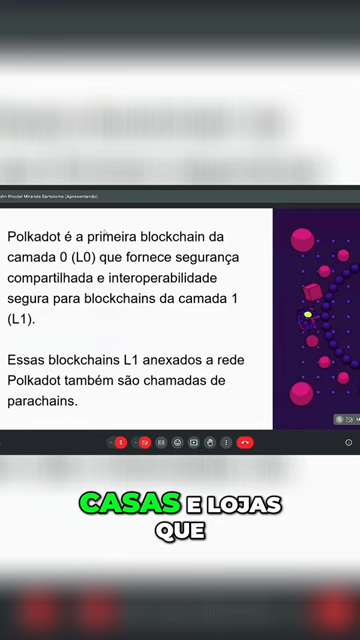 Polkadot é a primeira blockchain da
camada 0 (L0) que fornece segurança
compartilhada e interoperabilidade
segura para blockchains da camada 1
(L1).
Essas blockchains L1 anexados a rede
Polkadot também são chamadas de
parachains.
CASAS E LOJAS
QUE